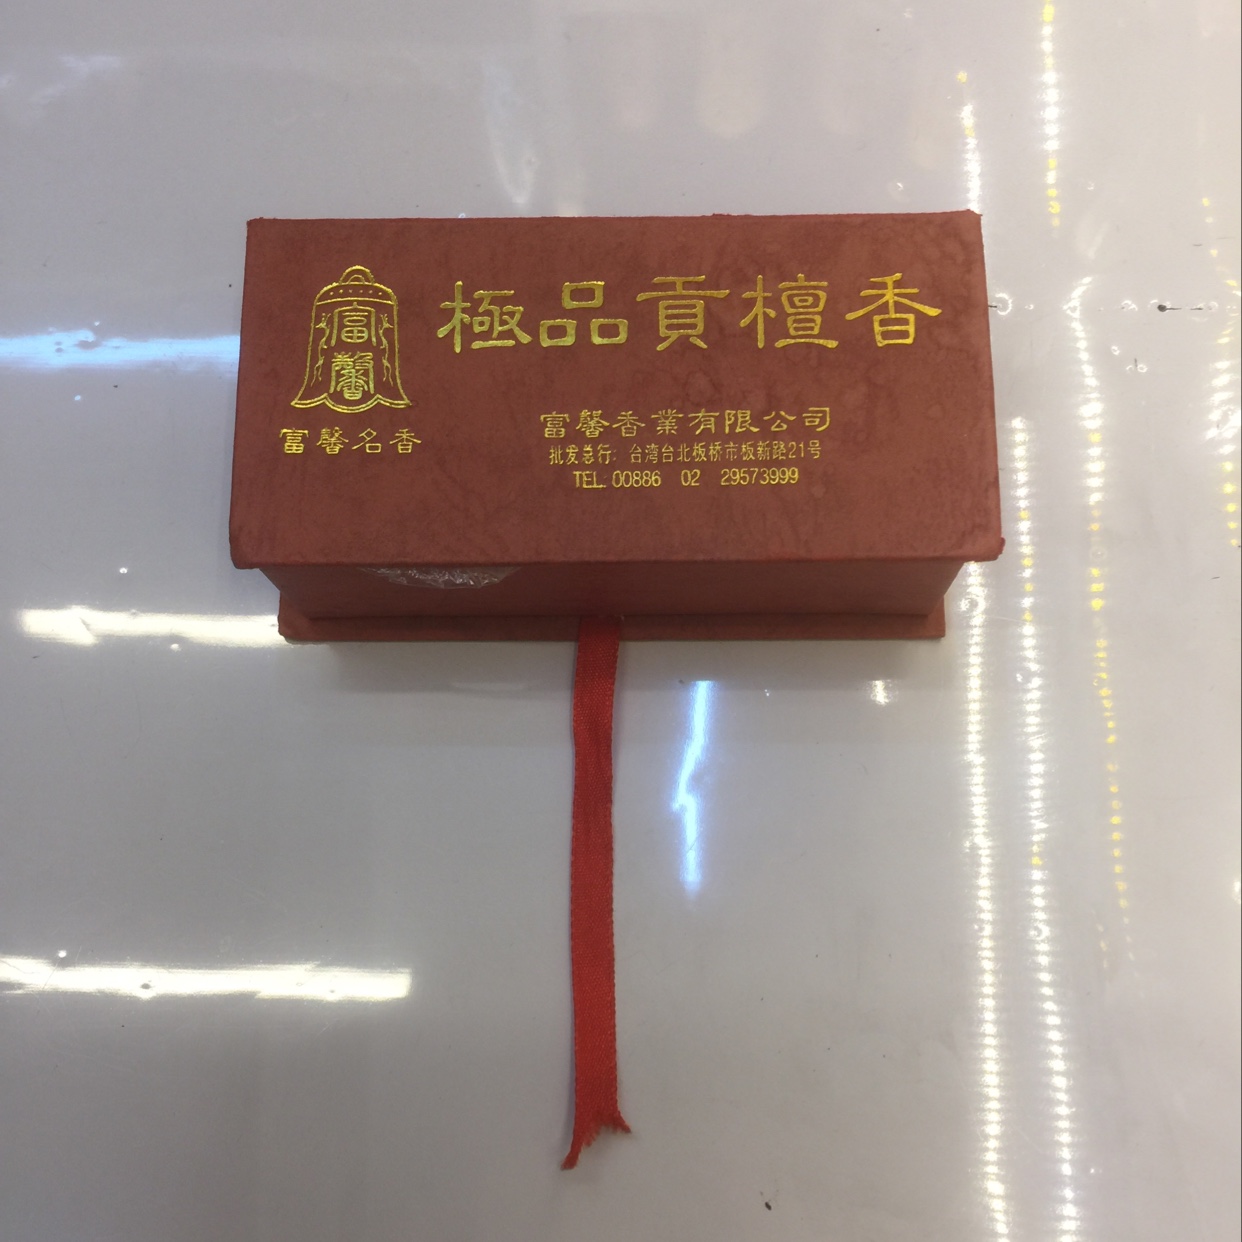 富馨
富馨名香
極品貢檀香
富馨香業有限公司
批发总行: 台湾台北板桥市板新路21号
TEL: 00886 02 29573999